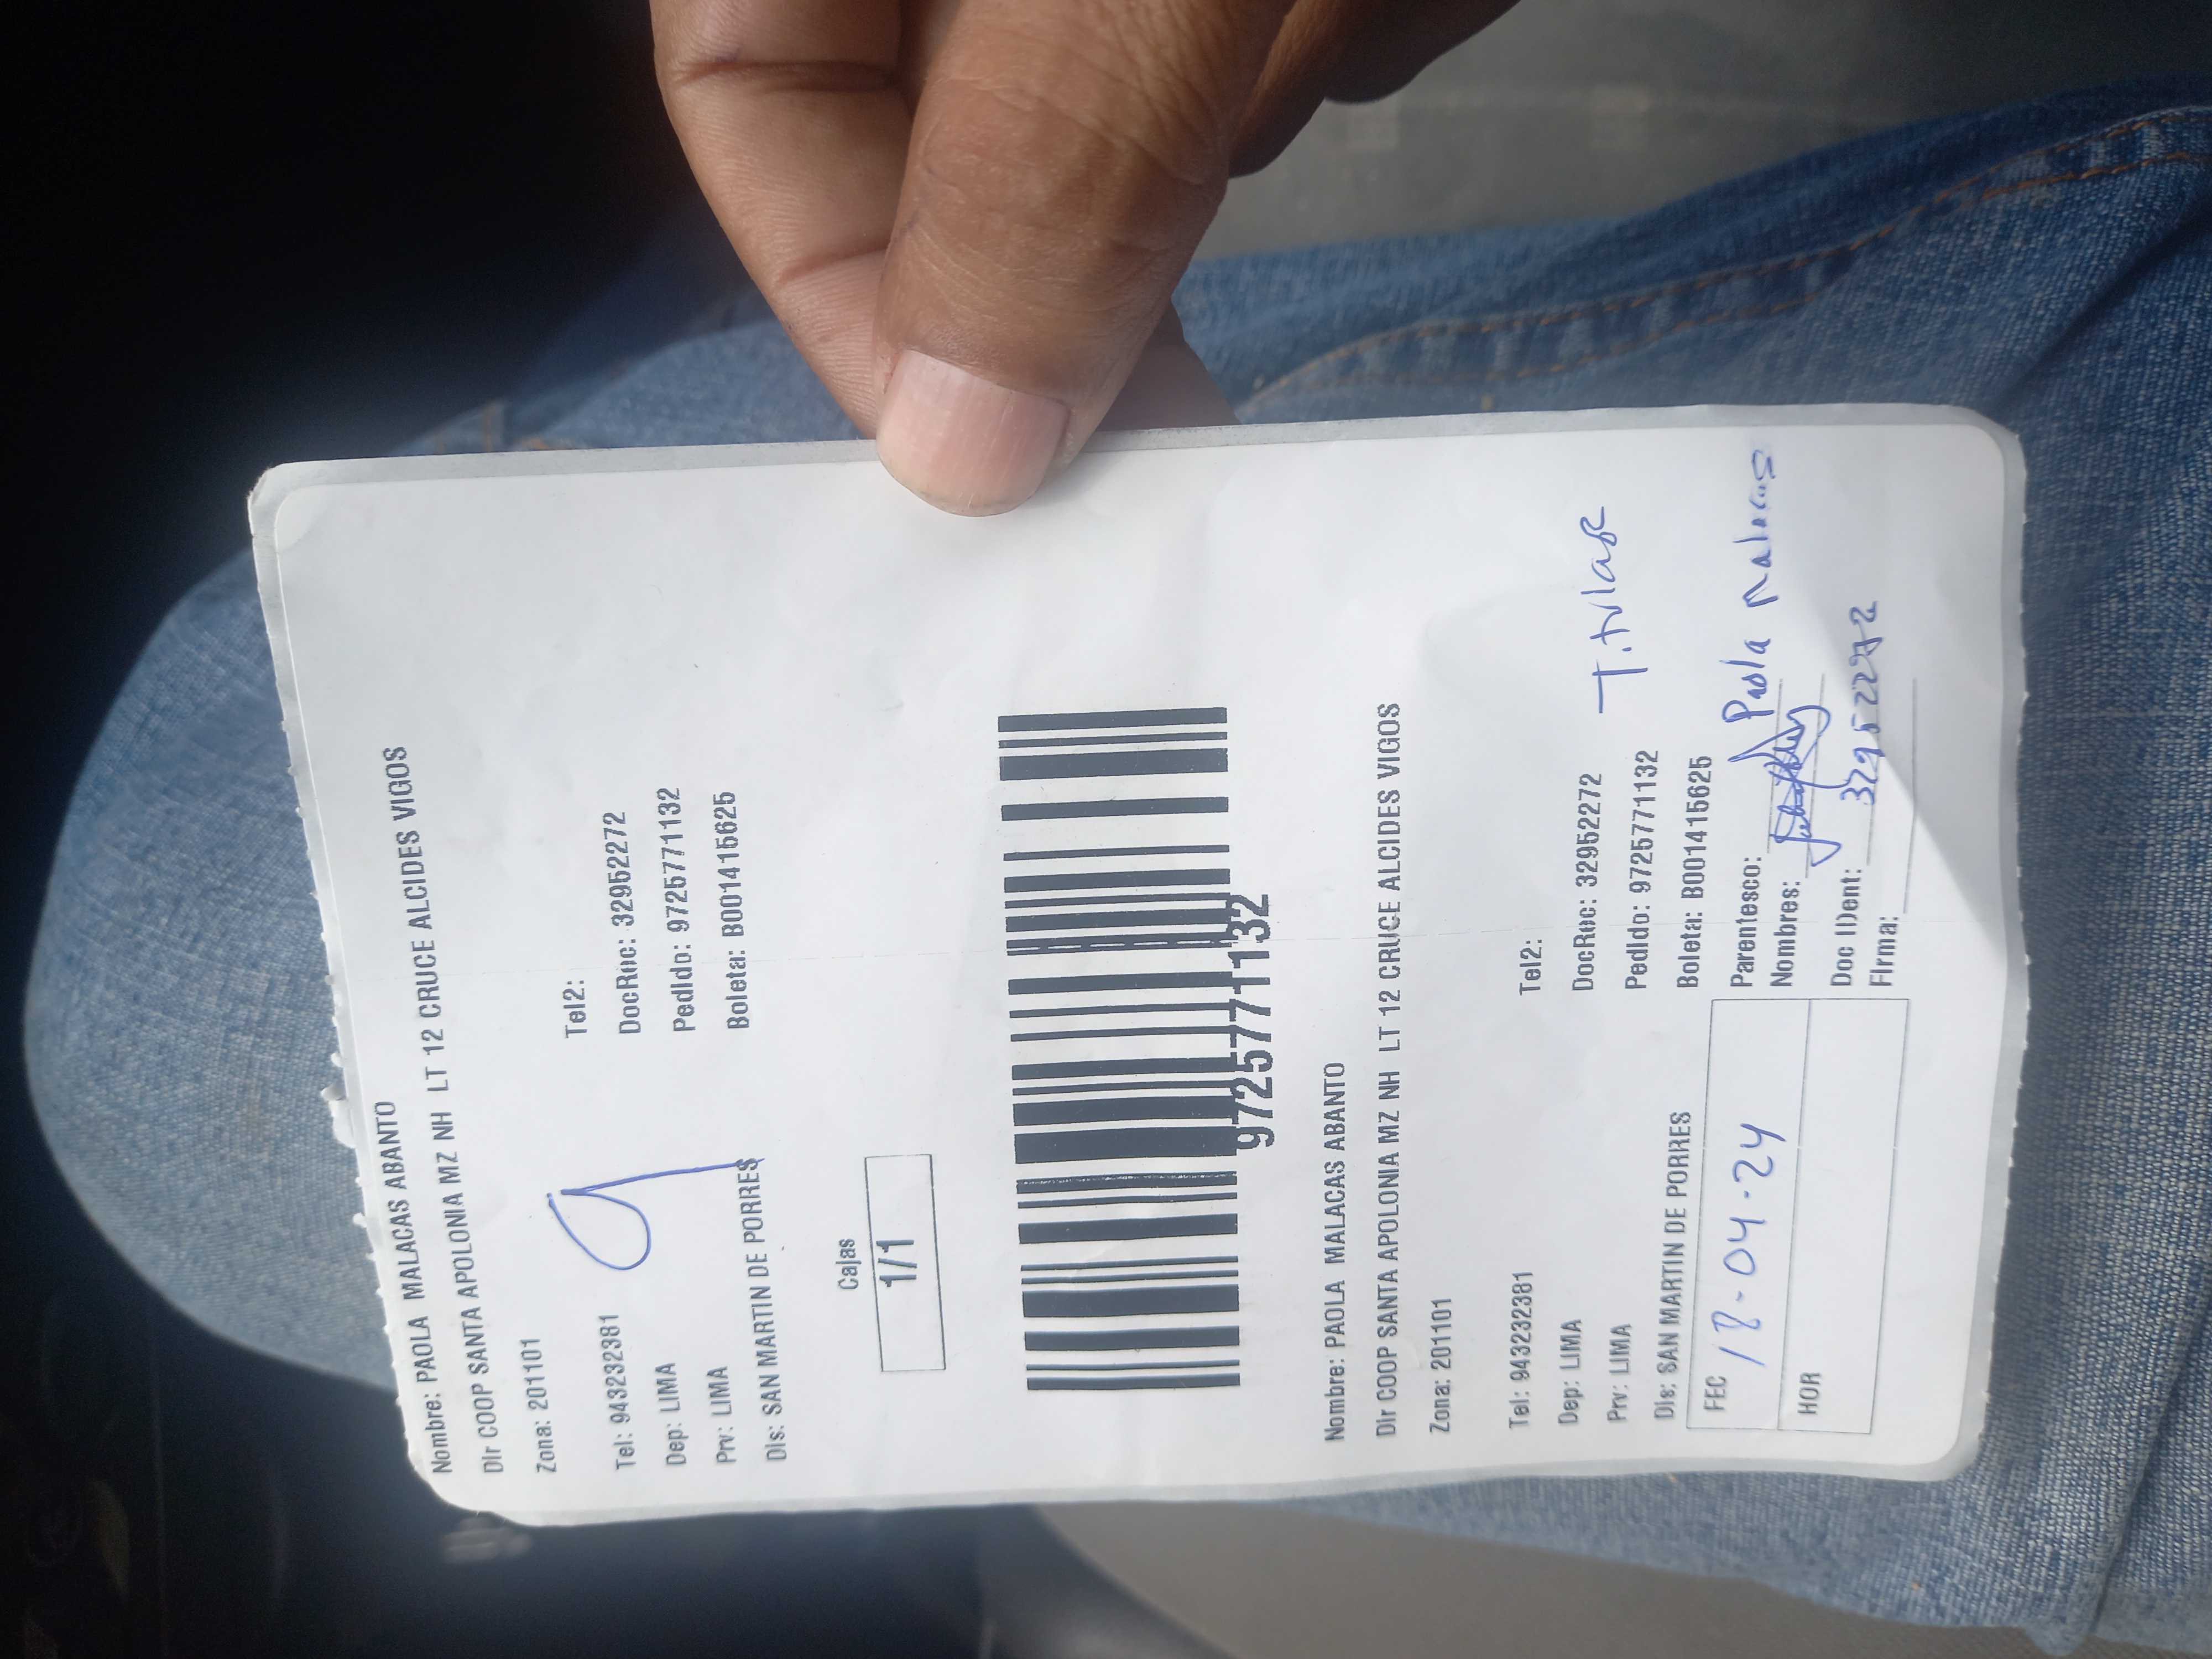 Nombre: PAOLA MALACAS ABANTO
Dir COOP SANTA APOLONIA MZ NH LT 12 CRUCE ALCIDES VIGOS
Zona: 201101
Tel: 943232381 Tel2:
Dep: LIMA DocRuc: 32952272
Prv: LIMA Pedido: 9725771132
Dis: SAN MARTIN DE PORRES Boleta: B001415625
9
Cajas
1/1
9725771132
Nombre: PAOLA MALACAS ABANTO
Dir COOP SANTA APOLONIA MZ NH LT 12 CRUCE ALCIDES VIGOS
Zona: 201101
Tel: 943232381 Tel2:
Dep: LIMA DocRuc: 32952272 Titular
Prv: LIMA Pedido: 9725771132
Dis: SAN MARTIN DE PORRES Boleta: B001415625
FEC 18-04-24 Parentesco: Paola Malacas
HOR Nombres:
Doc IDent: 32952272
Firma: